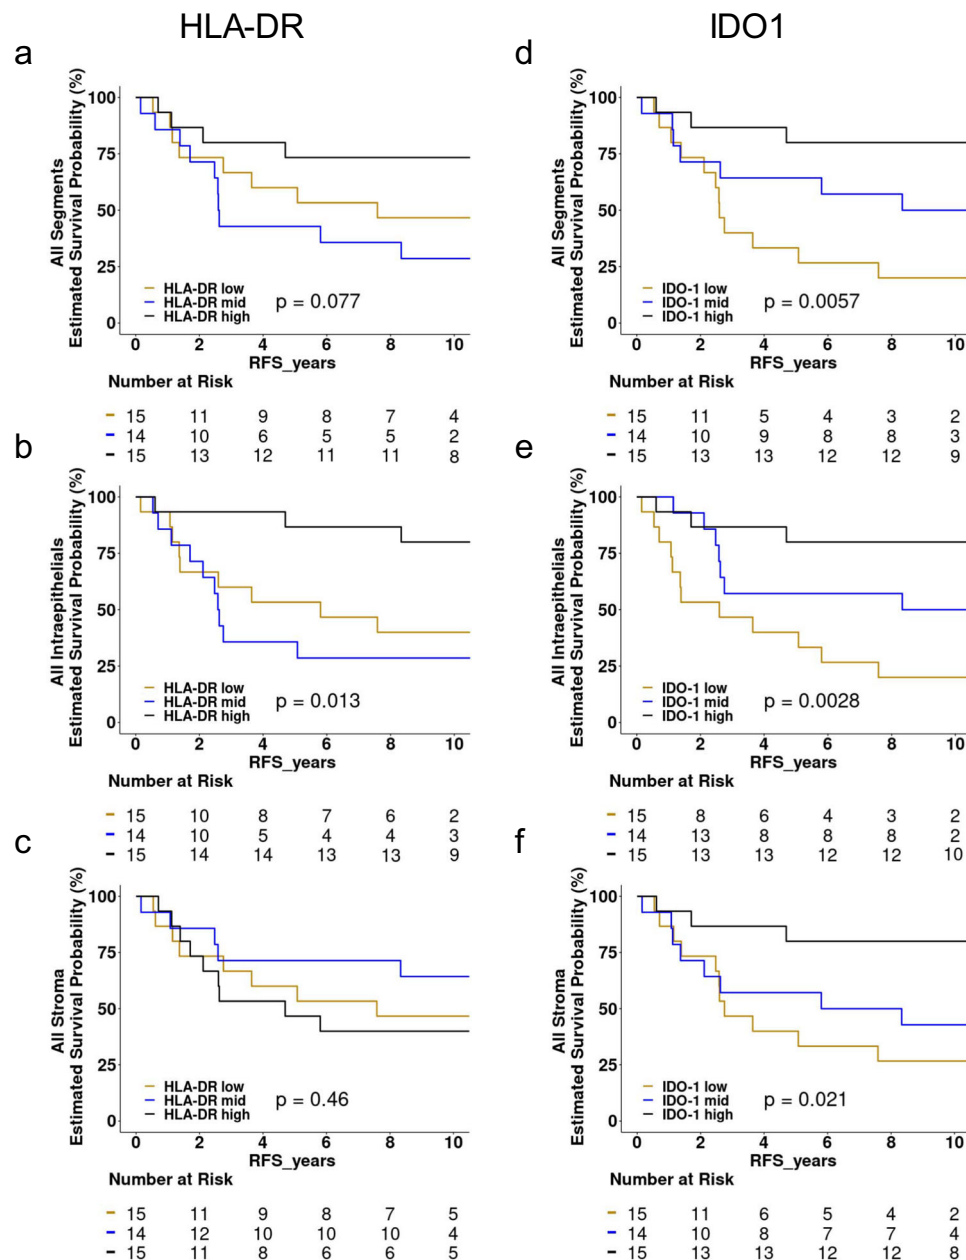 HLA-DR
IDO1
a
All Segments
Estimated Survival Probability (%)
100
75
50
25
0
HLA-DR low
HLA-DR mid
HLA-DR high
p = 0.077
0 2 4 6 8 10
RFS_years
Number at Risk
15 11 9 8 7 4
14 10 6 5 5 2
15 13 12 11 11 8
d
All Segments
Estimated Survival Probability (%)
100
75
50
25
0
IDO-1 low
IDO-1 mid
IDO-1 high
p = 0.0057
0 2 4 6 8 10
RFS_years
Number at Risk
15 11 5 4 3 2
14 10 9 8 8 3
15 13 13 12 12 9
b
All Intraepithelials
Estimated Survival Probability (%)
100
75
50
25
0
HLA-DR low
HLA-DR mid
HLA-DR high
p = 0.013
0 2 4 6 8 10
RFS_years
Number at Risk
15 10 8 7 6 2
14 10 5 4 4 3
15 14 14 13 13 9
e
All Intraepithelials
Estimated Survival Probability (%)
100
75
50
25
0
IDO-1 low
IDO-1 mid
IDO-1 high
p = 0.0028
0 2 4 6 8 10
RFS_years
Number at Risk
15 8 6 4 3 2
14 13 8 8 8 2
15 13 13 12 12 10
c
All Stroma
Estimated Survival Probability (%)
100
75
50
25
0
HLA-DR low
HLA-DR mid
HLA-DR high
p = 0.46
0 2 4 6 8 10
RFS_years
Number at Risk
15 11 9 8 7 5
14 12 10 10 10 4
15 11 8 6 6 5
f
All Stroma
Estimated Survival Probability (%)
100
75
50
25
0
IDO-1 low
IDO-1 mid
IDO-1 high
p = 0.021
0 2 4 6 8 10
RFS_years
Number at Risk
15 11 6 5 4 2
14 10 8 7 7 4
15 13 13 12 12 8